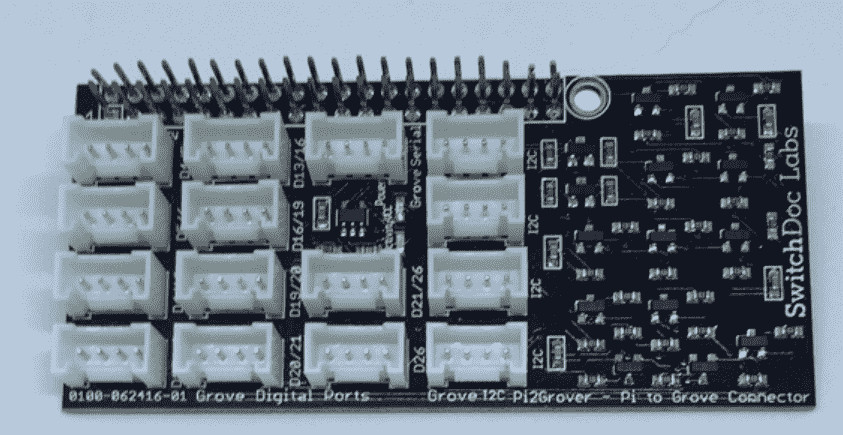 D13/16
Grove Serial
I2C
D16/19
I2C
D19/20
D21/26
I2C
D20/21
D26
I2C
SwitchDoc Labs
0100-062416-01 Grove Digital Ports
Grove I2C Pi2Grover - Pi to Grove Connector